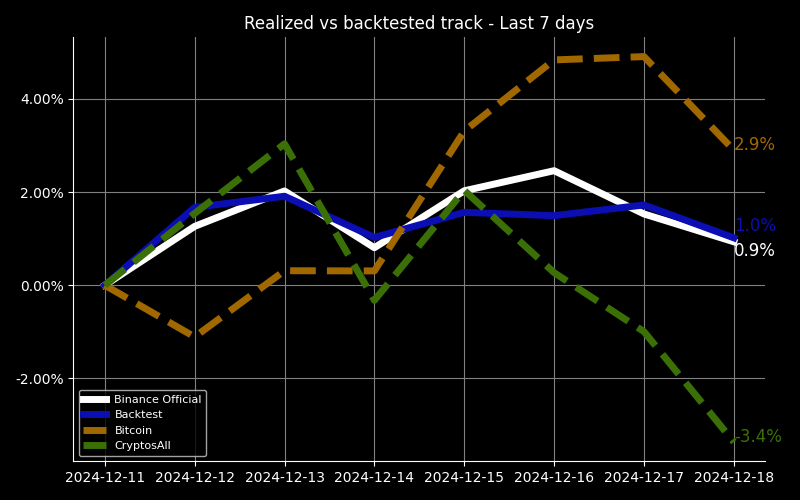 Realized vs backtested track - Last 7 days
4.00%
2.00%
0.00%
-2.00%
2.9%
1.0%
0.9%
-3.4%
Binance Official
Backtest
Bitcoin
CryptosAll
2024-12-11 2024-12-12 2024-12-13 2024-12-14 2024-12-15 2024-12-16 2024-12-17 2024-12-18